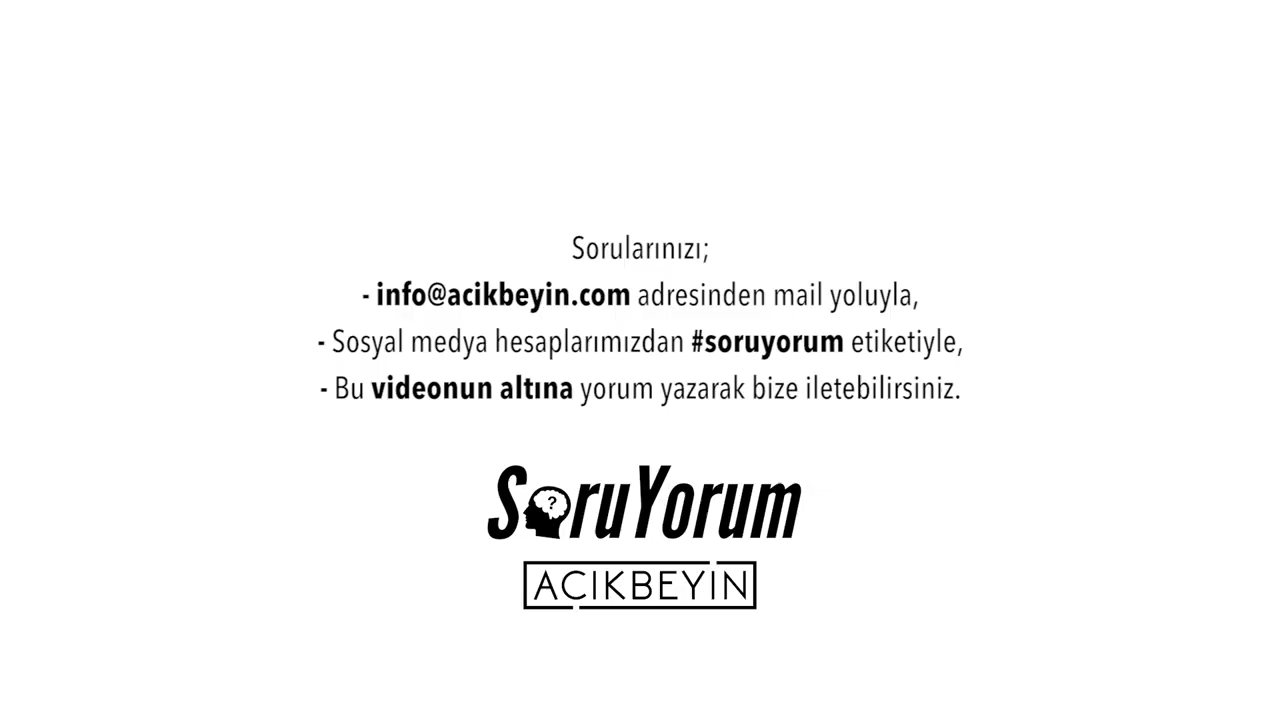 Sorularınızı;
- info@acikbeyin.com adresinden mail yoluyla,
- Sosyal medya hesaplarımızdan #soruyorum etiketiyle,
- Bu videonun altına yorum yazarak bize iletebilirsiniz.
SoruYorum
AÇIKBEYİN